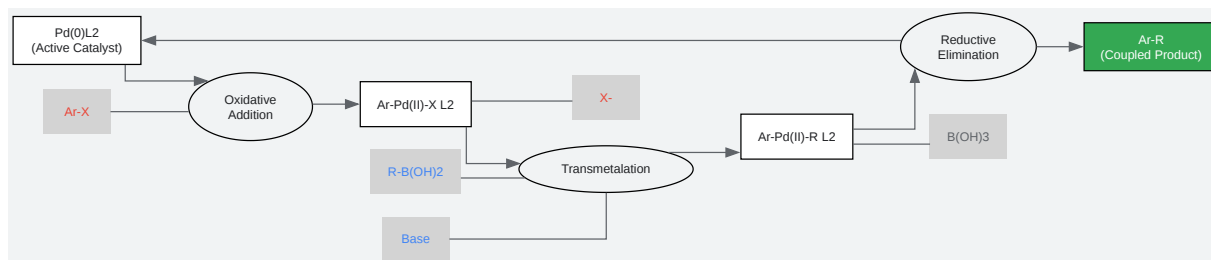 Pd(0)L2
(Active Catalyst)
Ar-X
Oxidative
Addition
Ar-Pd(II)-X L2
X-
R-B(OH)2
Base
Transmetalation
Ar-Pd(II)-R L2
B(OH)3
Reductive
Elimination
Ar-R
(Coupled Product)